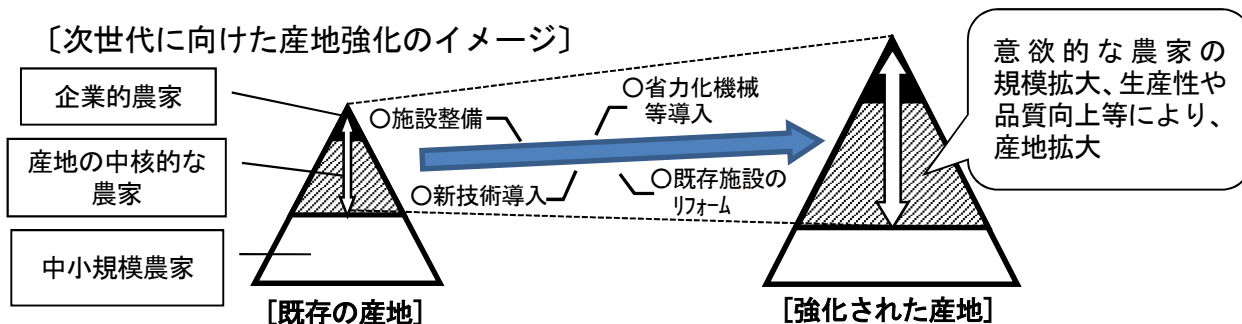 〔次世代に向けた産地強化のイメージ〕
企業的農家
産地の中核的な
農家
中小規模農家
○施設整備
○省力化機械
等導入
○新技術導入
○既存施設の
ﾘﾌｫｰﾑ
意欲的な農家の
規模拡大、生産性や
品質向上等により、
産地拡大
[既存の産地]
[強化された産地]